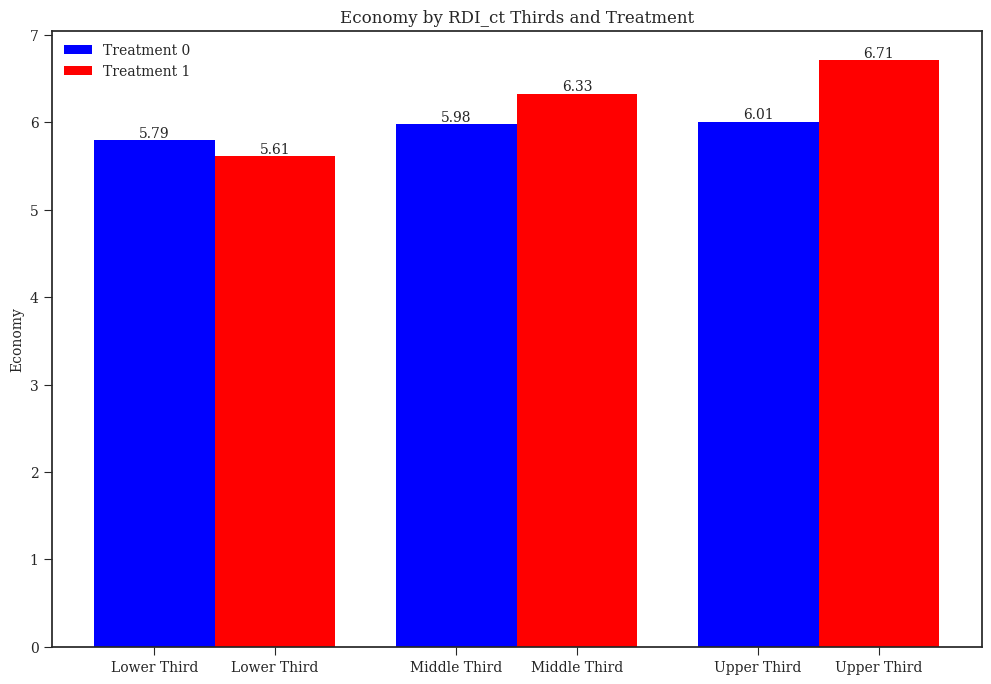 Economy by RDI_ct Thirds and Treatment
Treatment 0
Treatment 1
Economy
7
6
5
4
3
2
1
0
5.79
5.61
5.98
6.33
6.01
6.71
Lower Third
Lower Third
Middle Third
Middle Third
Upper Third
Upper Third